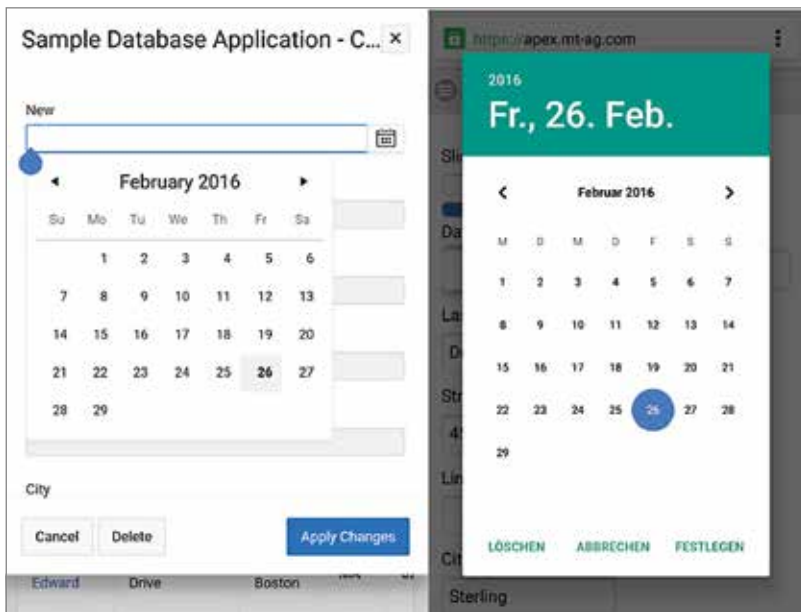 Sample Database Application - C... ×
New
February 2016
Su Mo Tu We Th Fr Sa
1 2 3 4 5 6
7 8 9 10 11 12 13
14 15 16 17 18 19 20
21 22 23 24 25 26 27
28 29
City
Cancel Delete Apply Changes
Edward Drive Boston
https://apex.mt-ag.com
2016
Fr., 26. Feb.
Februar 2016
M D M D F S S
1 2 3 4 5 6 7
8 9 10 11 12 13 14
15 16 17 18 19 20 21
22 23 24 25 26 27 28
29
LÖSCHEN ABBRECHEN FESTLEGEN
Sterling